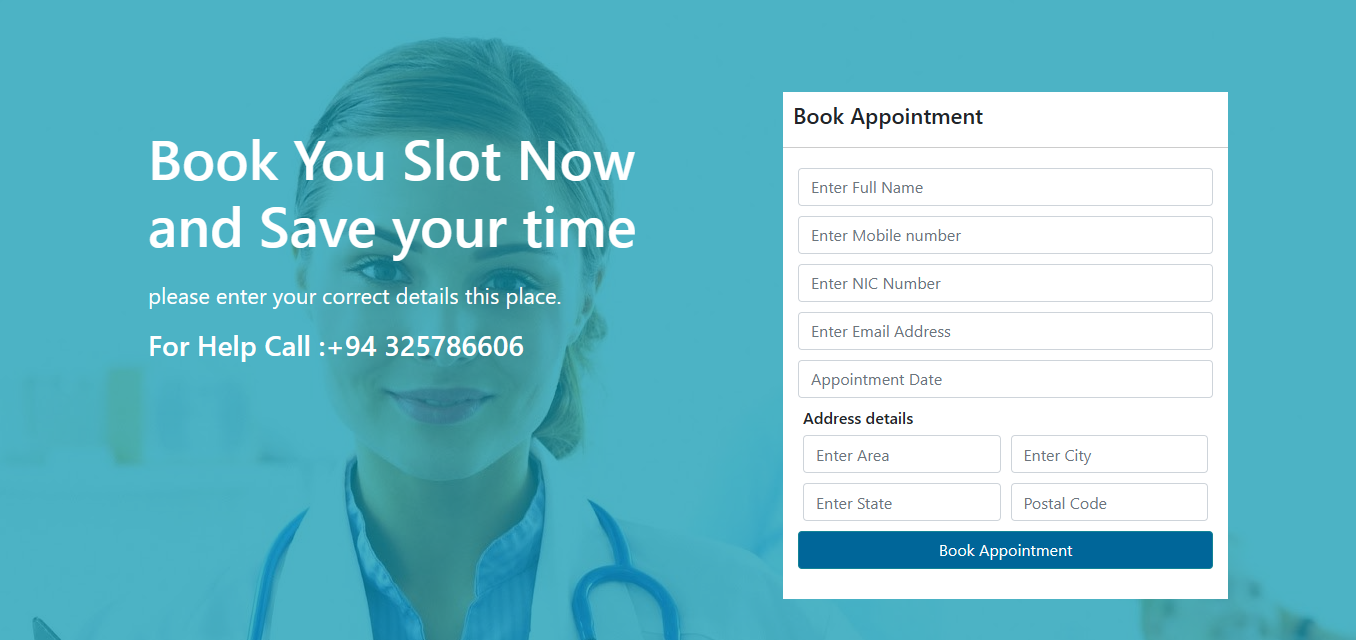 Book You Slot Now
and Save your time
please enter your correct details this place.
For Help Call :+94 325786606
Book Appointment
Enter Full Name
Enter Mobile number
Enter NIC Number
Enter Email Address
Appointment Date
Address details
Enter Area
Enter City
Enter State
Postal Code
Book Appointment